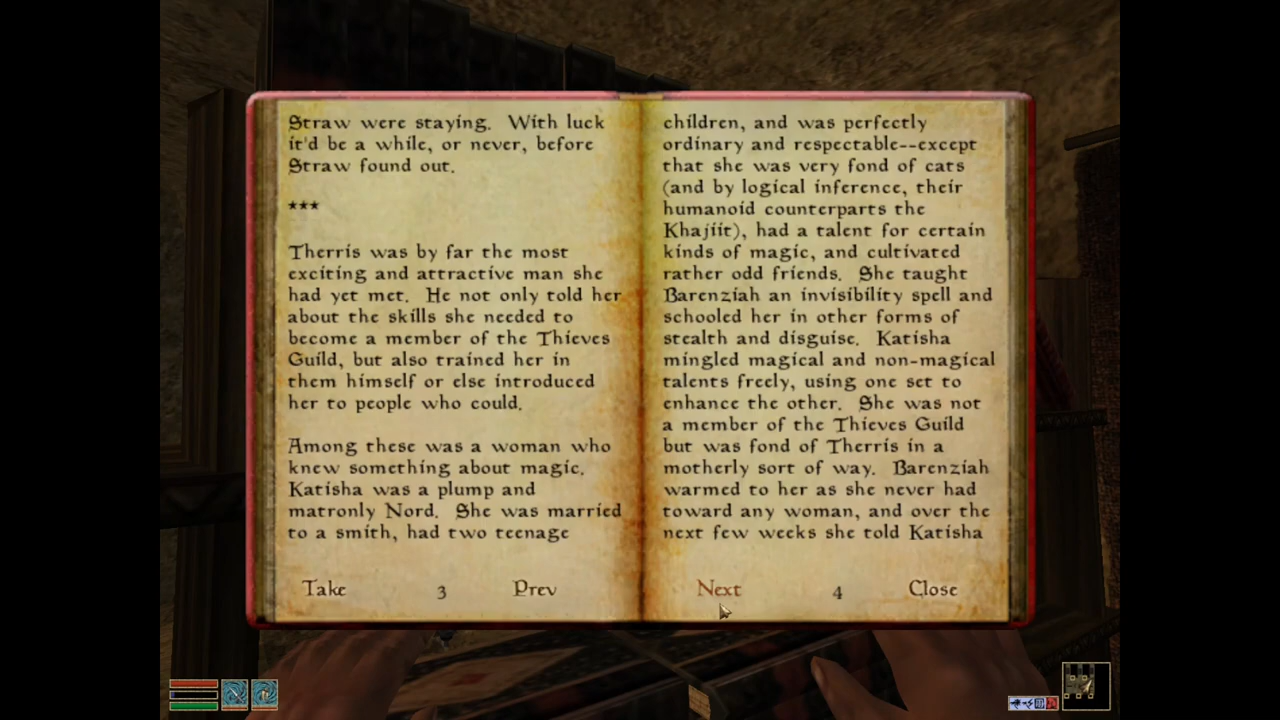 Straw were staying. With luck
it'd be a while, or never, before
Straw found out.
***
Therris was by far the most
exciting and attractive man she
had yet met. He not only told her
about the skills she needed to
become a member of the Thieves
Guild, but also trained her in
them himself or else introduced
her to people who could.
Among these was a woman who
knew something about magic.
Katisha was a plump and
matronly Nord. She was married
to a smith, had two teenage
Take
3
Prev
children, and was perfectly
ordinary and respectable--except
that she was very fond of cats
(and by logical inference, their
humanoid counterparts the
Khajiit), had a talent for certain
kinds of magic, and cultivated
rather odd friends. She taught
Barenziah an invisibility spell and
schooled her in other forms of
stealth and disguise. Katisha
mingled magical and non-magical
talents freely, using one set to
enhance the other. She was not
a member of the Thieves Guild
but was fond of Therris in a
motherly sort of way. Barenziah
warmed to her as she never had
toward any woman, and over the
next few weeks she told Katisha
Next
4
Close